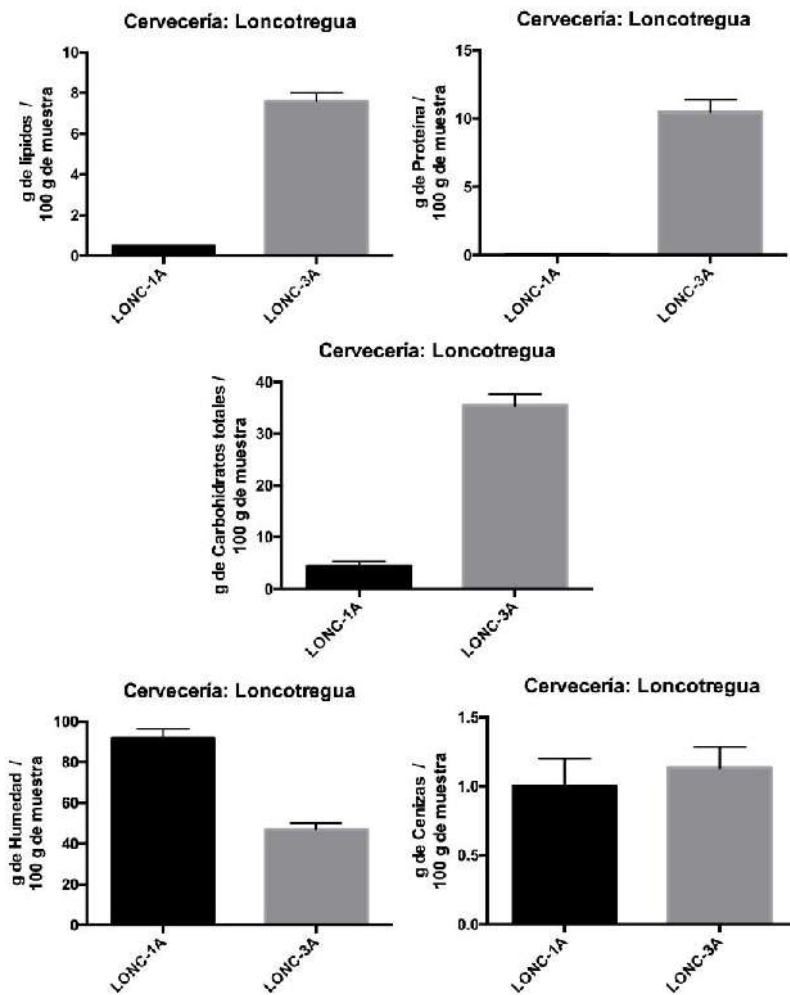 Cervecería: Loncotregua
g de lípidos /
100 g de muestra
10
8
6
4
2
0
LONC-1A
LONC-3A
Cervecería: Loncotregua
g de Proteína /
100 g de muestra
15
10
5
0
LONC-1A
LONC-3A
Cervecería: Loncotregua
g de Carbohidratos totales /
100 g de muestra
40
30
20
10
0
LONC-1A
LONC-3A
Cervecería: Loncotregua
g de Humedad /
100 g de muestra
100
80
60
40
20
0
LONC-1A
LONC-3A
Cervecería: Loncotregua
g de Cenizas /
100 g de muestra
1.5
1.0
0.5
0.0
LONC-1A
LONC-3A